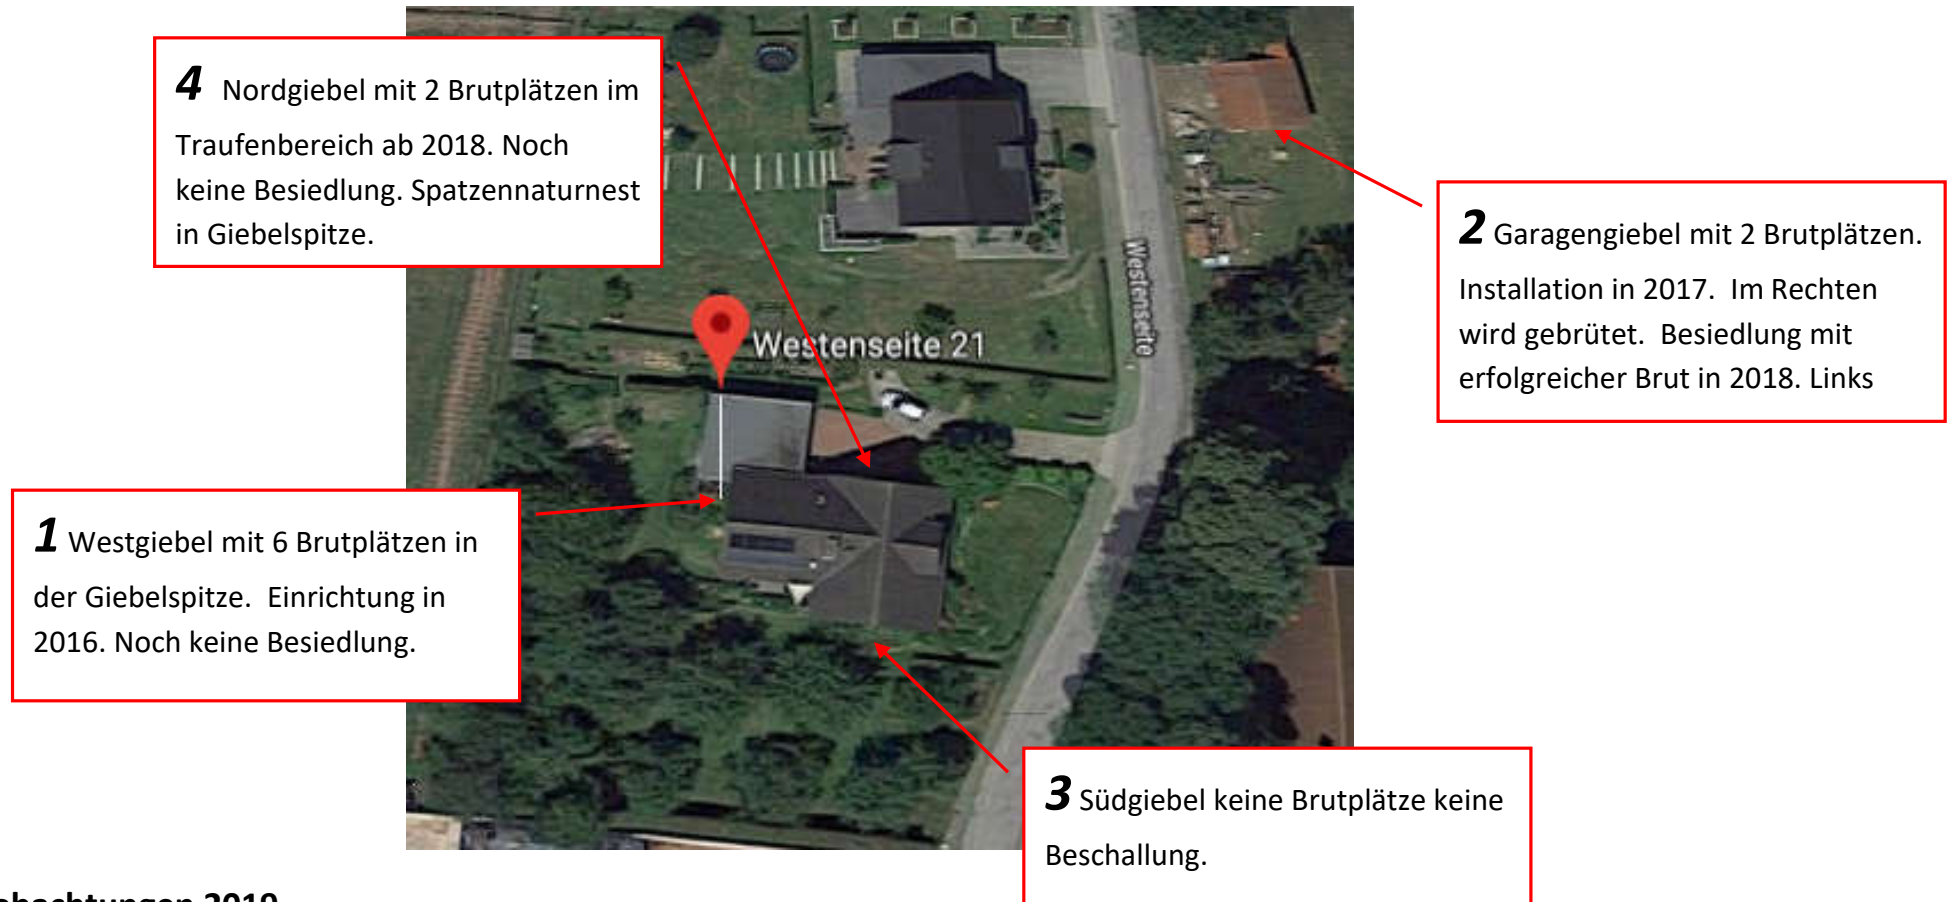 4 Nordgiebel mit 2 Brutplätzen im
Traufenbereich ab 2018. Noch
keine Besiedlung. Spatzennaturnest
in Giebelspitze.
2 Garagengiebel mit 2 Brutplätzen.
Installation in 2017. Im Rechten
wird gebrütet. Besiedlung mit
erfolgreicher Brut in 2018. Links
Westenseite
Westenseite 21
1 Westgiebel mit 6 Brutplätzen in
der Giebelspitze. Einrichtung in
2016. Noch keine Besiedlung.
3 Südgiebel keine Brutplätze keine
Beschallung.